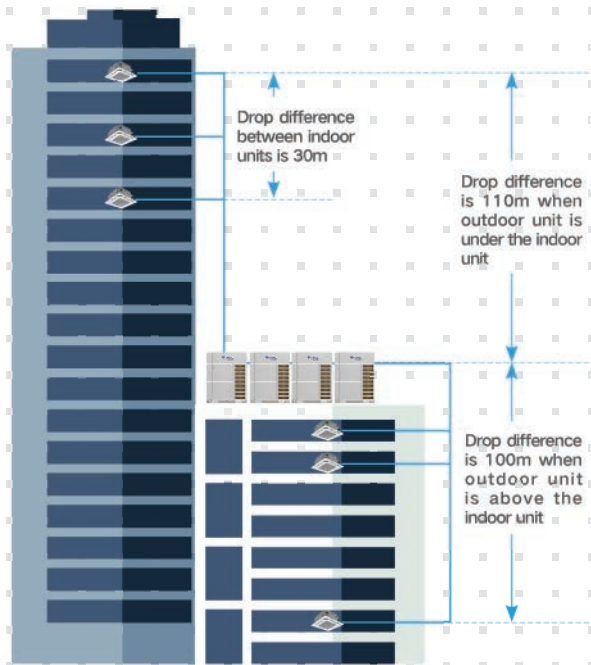 Drop difference
between indoor
units is 30m
Drop difference
is 110m when
outdoor unit is
under the indoor
unit
Drop difference
is 100m when
outdoor unit
is above the
indoor unit